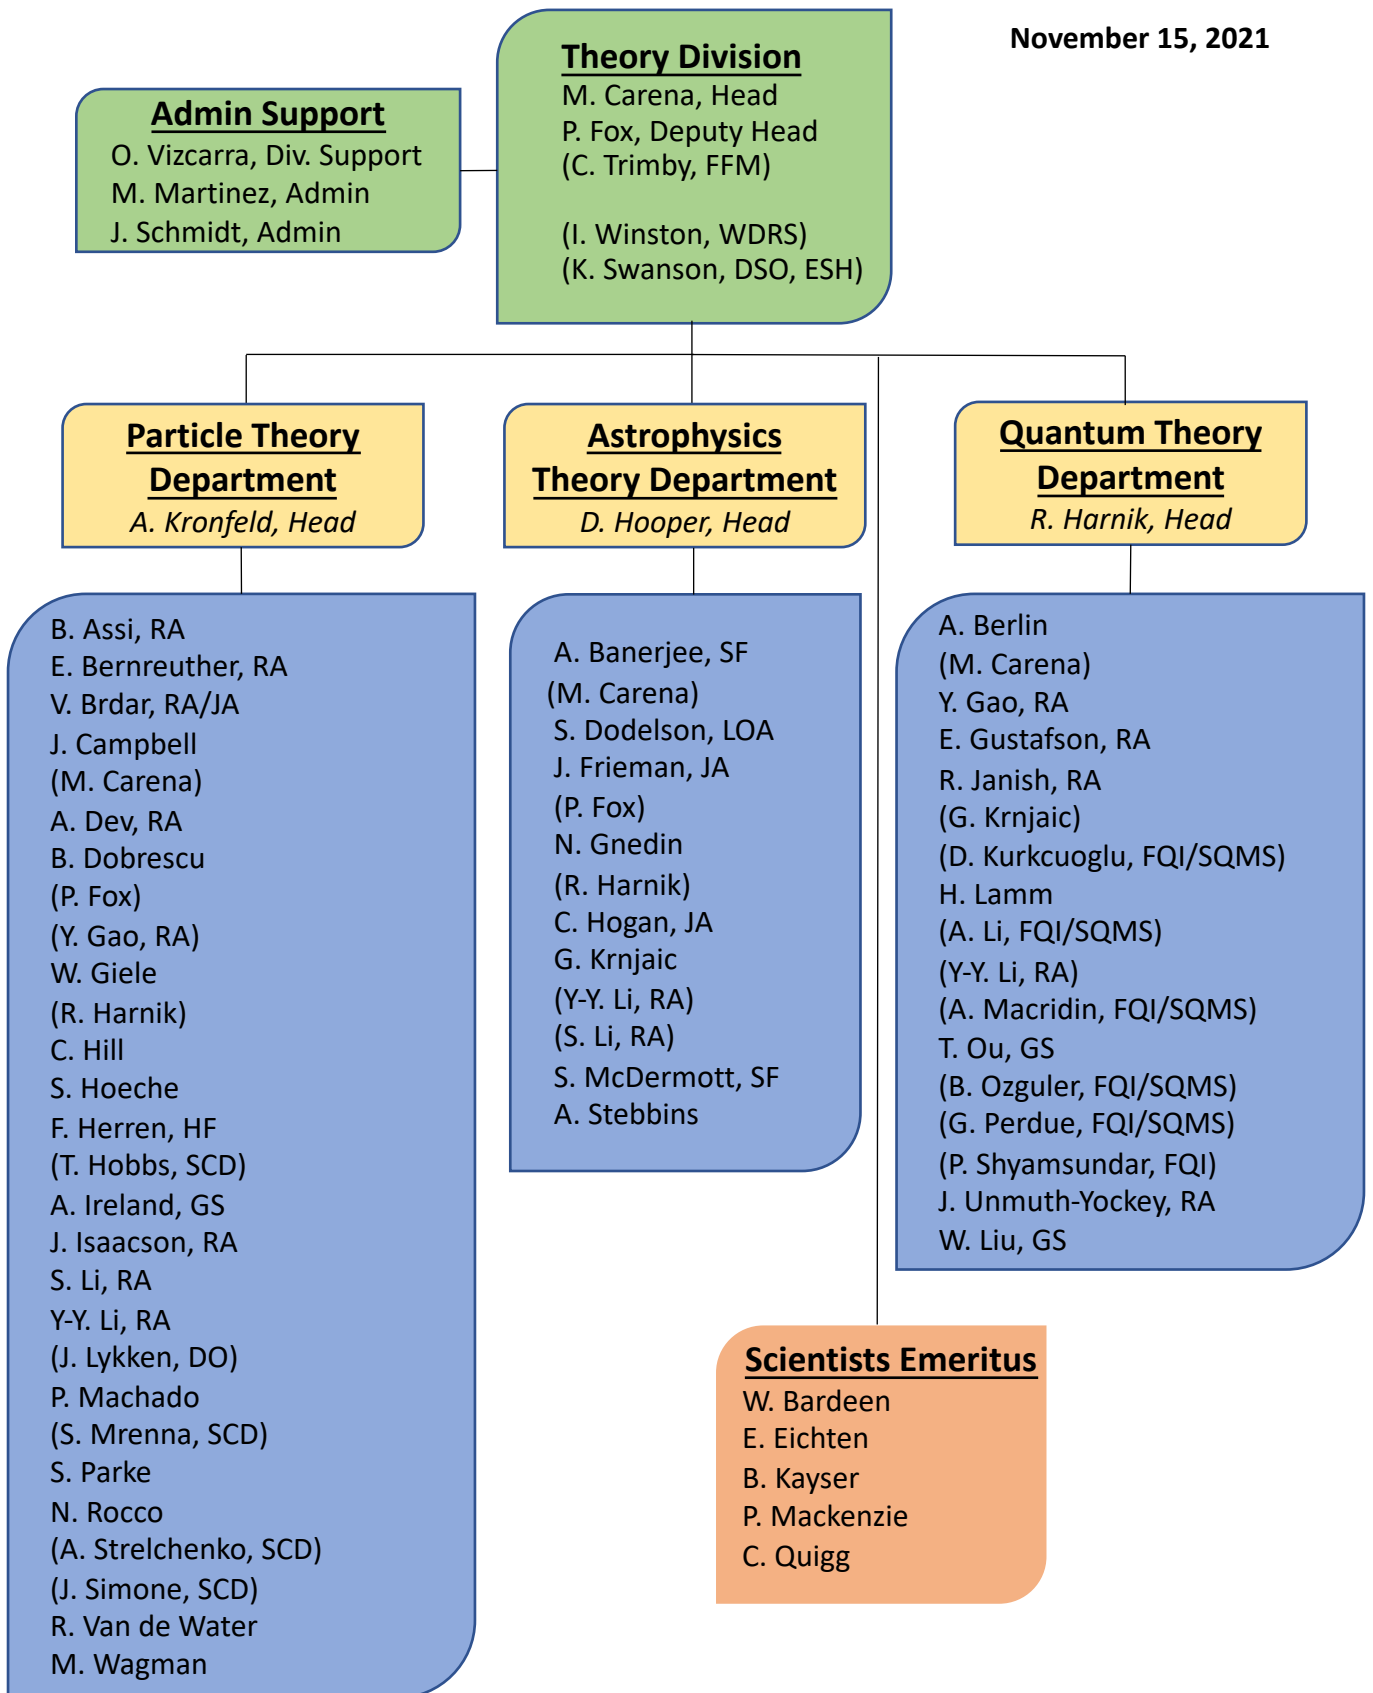 November 15, 2021
Theory Division
M. Carena, Head
P. Fox, Deputy Head
(C. Trimby, FFM)
(I. Winston, WDRS)
(K. Swanson, DSO, ESH)
Admin Support
O. Vizcarra, Div. Support
M. Martinez, Admin
J. Schmidt, Admin
Particle Theory
Department
A. Kronfeld, Head
B. Assi, RA
E. Bernreuther, RA
V. Brdar, RA/JA
J. Campbell
(M. Carena)
A. Dev, RA
B. Dobrescu
(P. Fox)
(Y. Gao, RA)
W. Giele
(R. Harnik)
C. Hill
S. Hoeche
F. Herren, HF
(T. Hobbs, SCD)
A. Ireland, GS
J. Isaacson, RA
S. Li, RA
Y-Y. Li, RA
(J. Lykken, DO)
P. Machado
(S. Mrenna, SCD)
S. Parke
N. Rocco
(A. Strelchenko, SCD)
(J. Simone, SCD)
R. Van de Water
M. Wagman
Astrophysics
Theory Department
D. Hooper, Head
A. Banerjee, SF
(M. Carena)
S. Dodelson, LOA
J. Frieman, JA
(P. Fox)
N. Gnedin
(R. Harnik)
C. Hogan, JA
G. Krnjaic
(Y-Y. Li, RA)
(S. Li, RA)
S. McDermott, SF
A. Stebbins
Quantum Theory
Department
R. Harnik, Head
A. Berlin
(M. Carena)
Y. Gao, RA
E. Gustafson, RA
R. Janish, RA
(G. Krnjaic)
(D. Kurkcuoglu, FQI/SQMS)
H. Lamm
(A. Li, FQI/SQMS)
(Y-Y. Li, RA)
(A. Macridin, FQI/SQMS)
T. Ou, GS
(B. Ozguler, FQI/SQMS)
(G. Perdue, FQI/SQMS)
(P. Shyamsundar, FQI)
J. Unmuth-Yockey, RA
W. Liu, GS
Scientists Emeritus
W. Bardeen
E. Eichten
B. Kayser
P. Mackenzie
C. Quigg